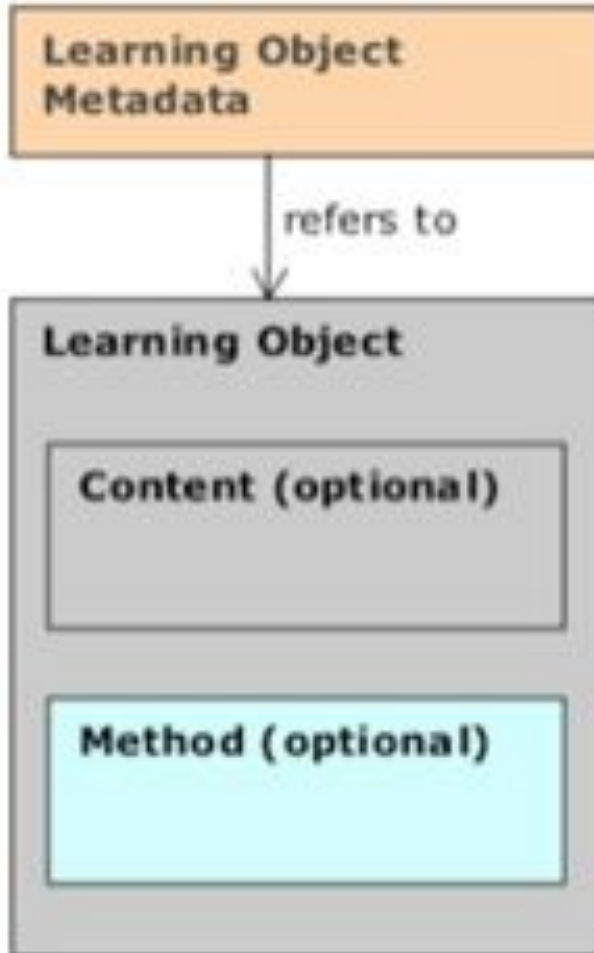 Learning Object
Metadata
refers to
Learning Object
Content (optional)
Method (optional)